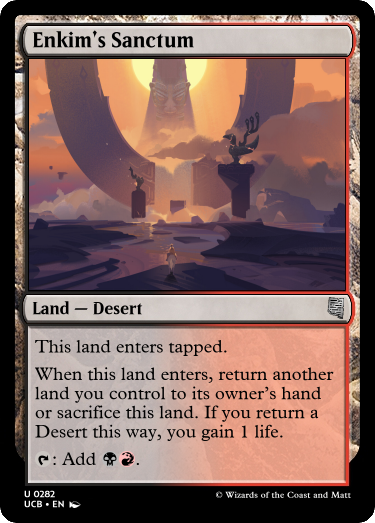 Enkim's Sanctum
Land — Desert
This land enters tapped.
When this land enters, return another
land you control to its owner's hand
or sacrifice this land. If you return a
Desert this way, you gain 1 life.
: Add .
U 0282
UCB • EN
© Wizards of the Coast and Matt